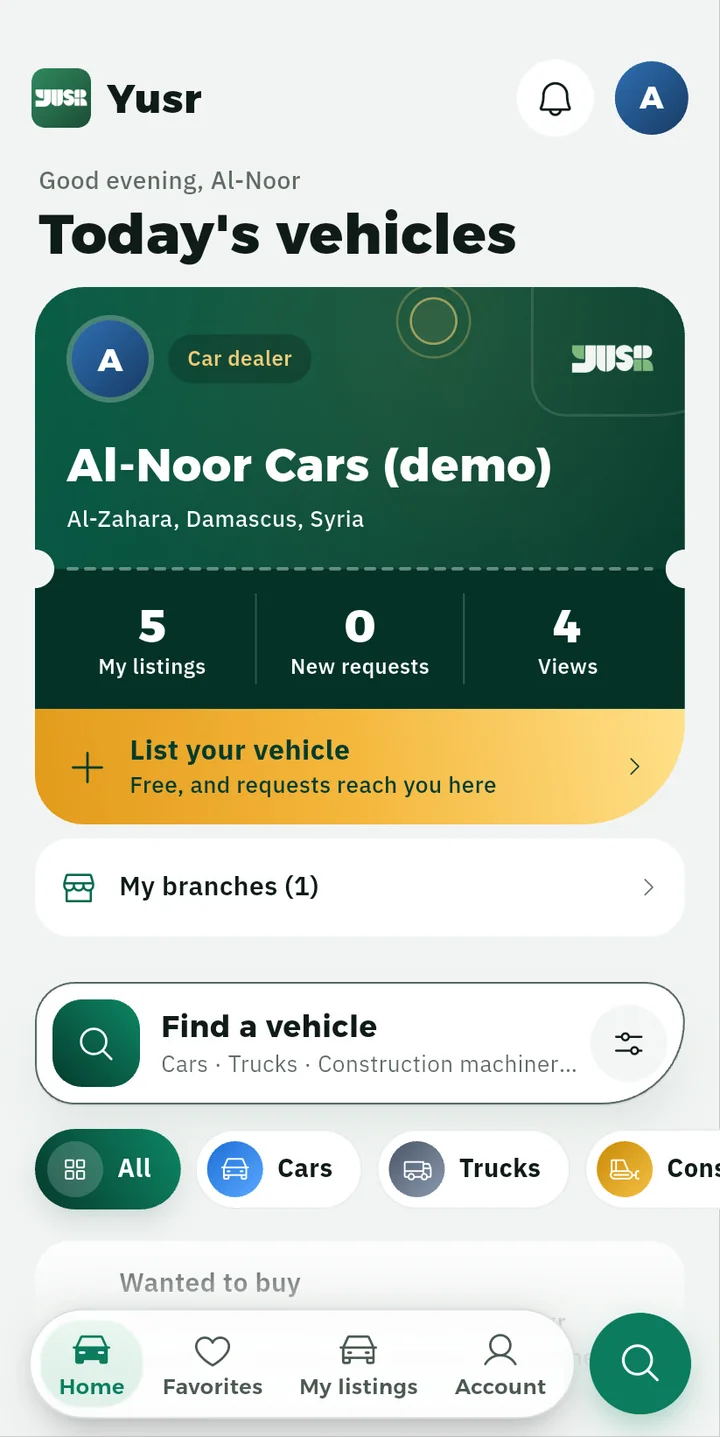 YUSR Yusr
A
Good evening, Al-Noor
Today's vehicles
A
Car dealer
YUSR
Al-Noor Cars (demo)
Al-Zahara, Damascus, Syria
5
My listings
0
New requests
4
Views
List your vehicle
Free, and requests reach you here
My branches (1)
Find a vehicle
Cars · Trucks · Construction machiner...
All
Cars
Trucks
Cons
Wanted to buy
Home
Favorites
My listings
Account